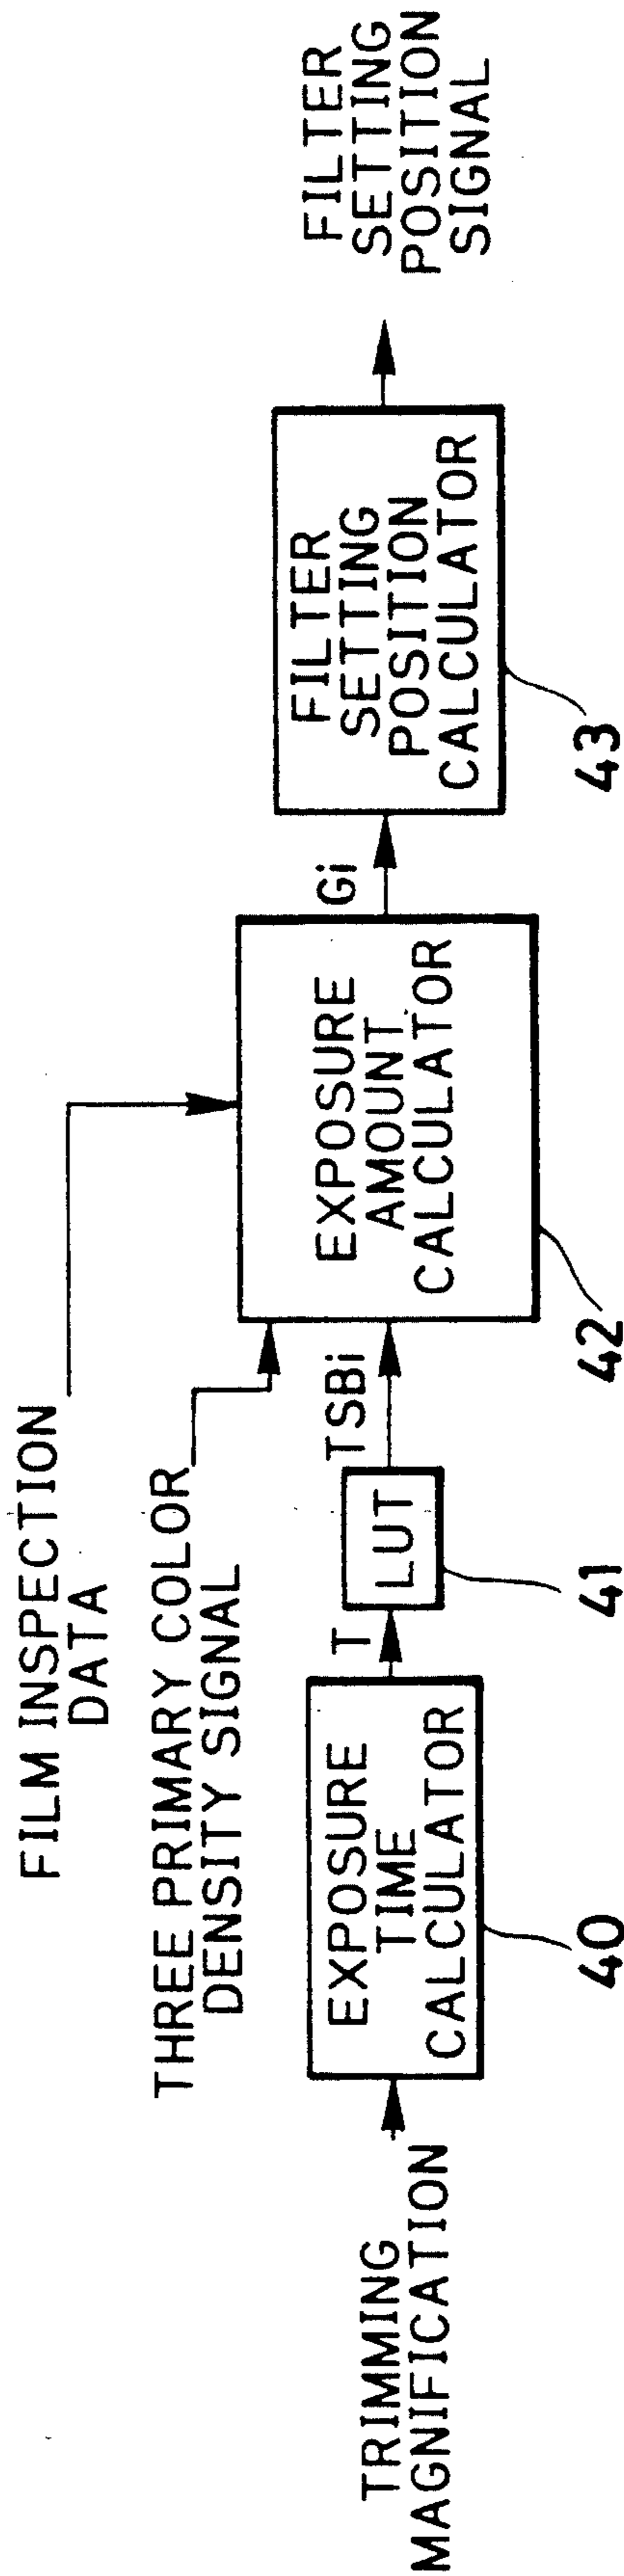 FILM INSPECTION
DATA
THREE PRIMARY COLOR
DENSITY SIGNAL
TRIMMING
MAGNIFICATION
EXPOSURE
TIME
CALCULATOR
40
T
LUT
41
TSBi
EXPOSURE
AMOUNT
CALCULATOR
42
Gi
FILTER
SETTING
POSITION
CALCULATOR
43
FILTER
SETTING
POSITION
SIGNAL